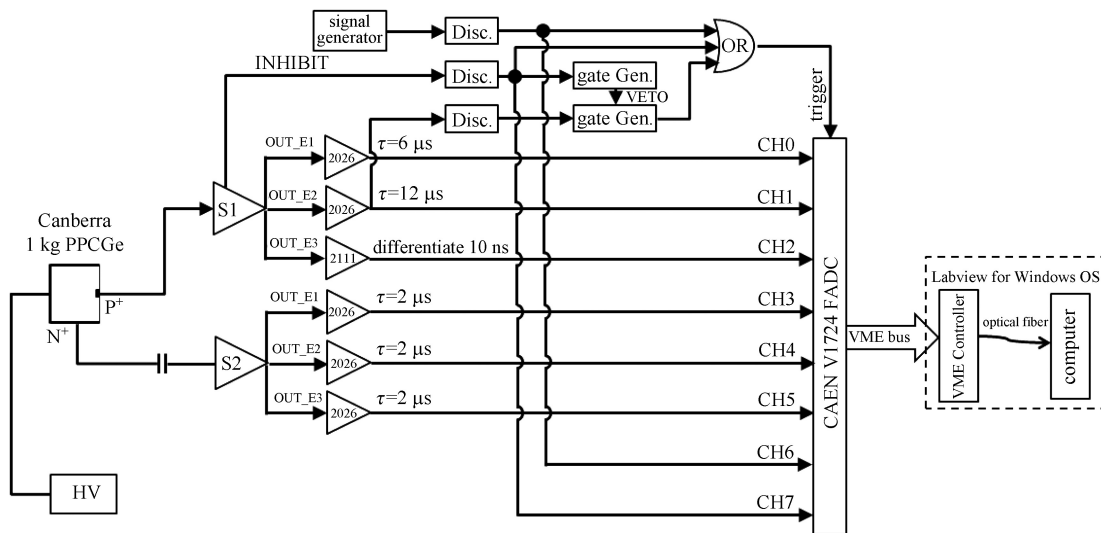 signal
generator
Disc.
OR
INHIBIT
Disc.
gate Gen.
VETO
Disc.
gate Gen.
trigger
OUT_E1
2026
τ=6 μs
CH0
S1
OUT_E2
2026
τ=12 μs
CH1
Canberra
1 kg PPCGe
OUT_E3
2111
differentiate 10 ns
CH2
P+
N+
OUT_E1
2026
τ=2 μs
CH3
S2
OUT_E2
2026
τ=2 μs
CH4
OUT_E3
2026
τ=2 μs
CH5
CH6
HV
CH7
CAEN V1724 FADC
VME bus
Labview for Windows OS
VME Controller
optical fiber
computer